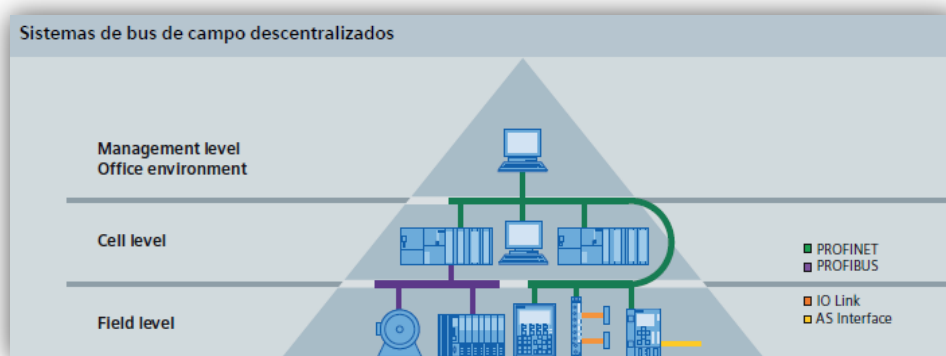 Sistemas de bus de campo descentralizados
Management level
Office environment
Cell level
PROFINET
PROFIBUS
Field level
IO Link
AS Interface